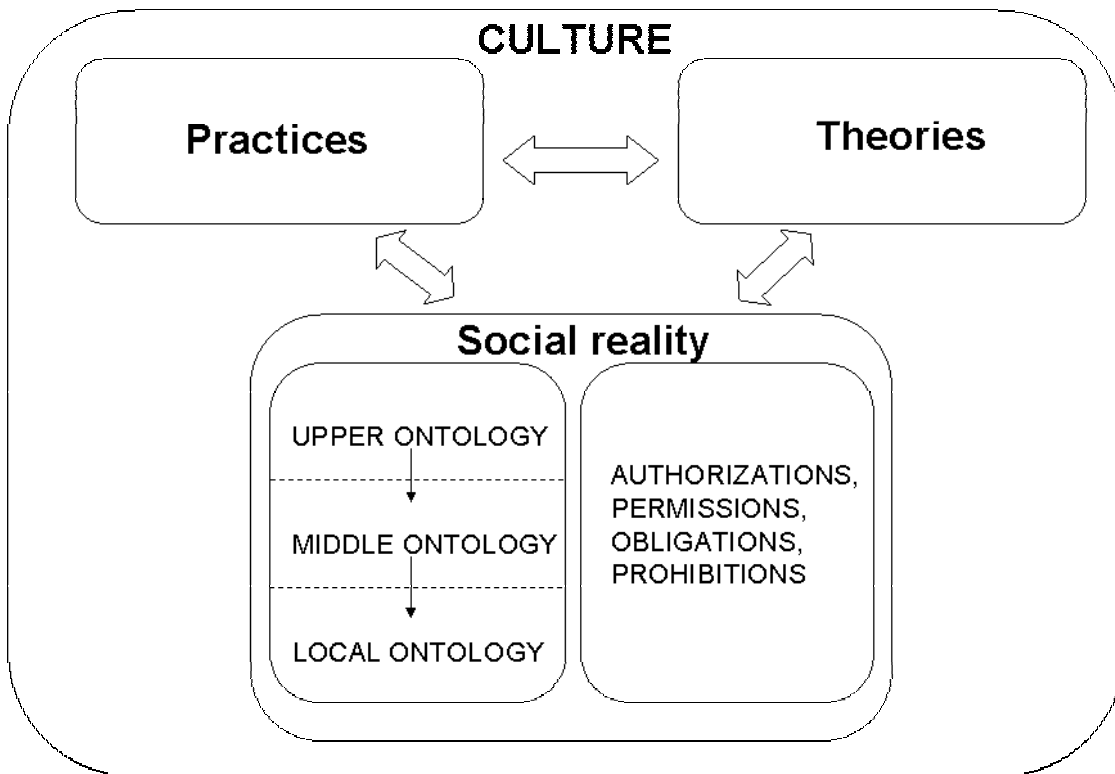 CULTURE
Practices
Theories
Social reality
UPPER ONTOLOGY
MIDDLE ONTOLOGY
LOCAL ONTOLOGY
AUTHORIZATIONS,
PERMISSIONS,
OBLIGATIONS,
PROHIBITIONS